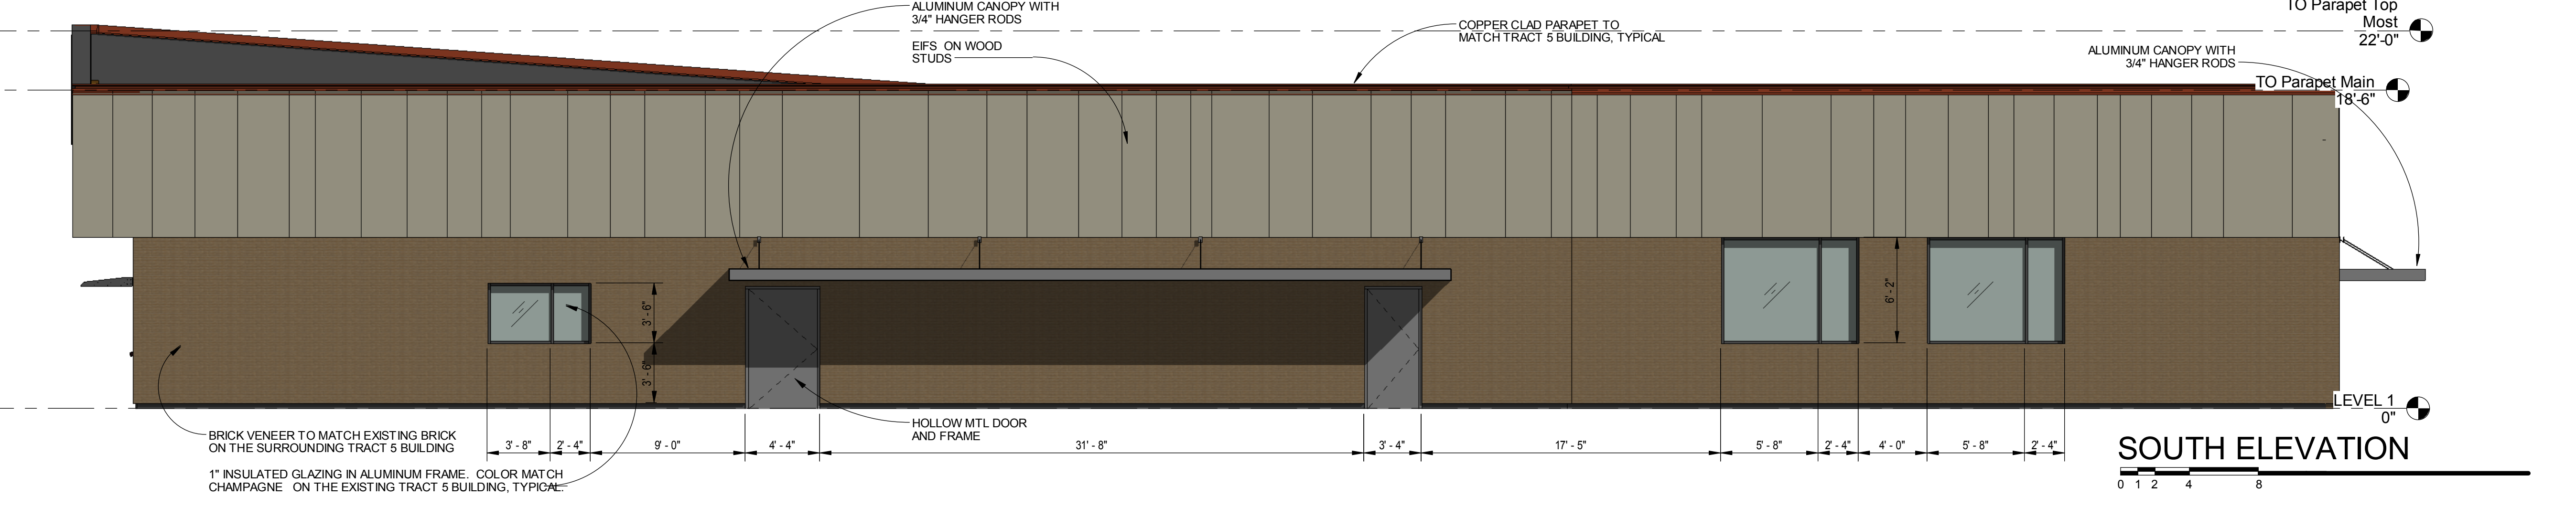 ALUMINUM CANOPY WITH
3/4" HANGER RODS
EIFS ON WOOD
STUDS
COPPER CLAD PARAPET TO
MATCH TRACT 5 BUILDING, TYPICAL
TO Parapet Top
Most
22'-0"
ALUMINUM CANOPY WITH
3/4" HANGER RODS
TO Parapet Main
18'-6"
3' - 6"
3' - 6"
6' - 2"
LEVEL 1
0"
BRICK VENEER TO MATCH EXISTING BRICK
ON THE SURROUNDING TRACT 5 BUILDING
1" INSULATED GLAZING IN ALUMINUM FRAME. COLOR MATCH
CHAMPAGNE ON THE EXISTING TRACT 5 BUILDING, TYPICAL.
HOLLOW MTL DOOR
AND FRAME
3' - 8"
2' - 4"
9' - 0"
4' - 4"
31' - 8"
3' - 4"
17' - 5"
5' - 8"
2' - 4"
4' - 0"
5' - 8"
2' - 4"
SOUTH ELEVATION
0 1 2 4 8